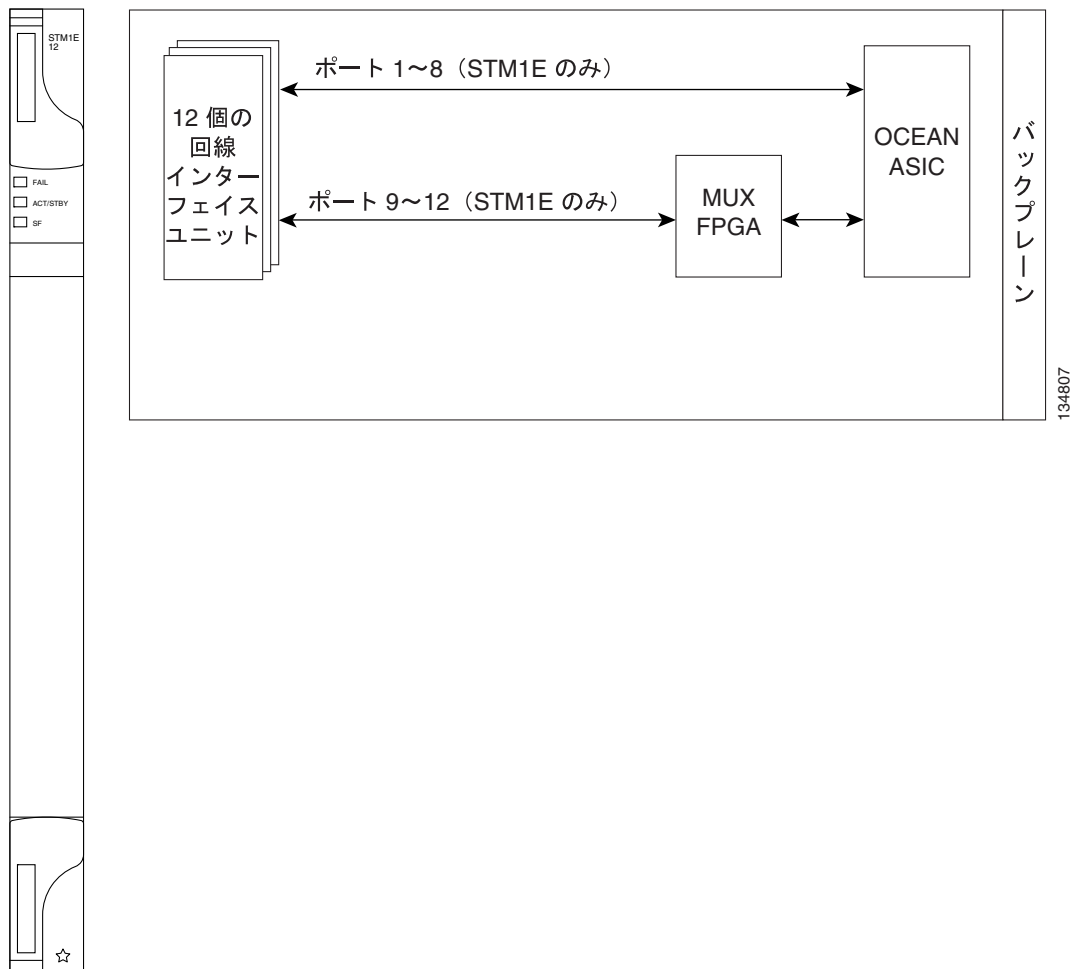 STM1E
12
FAIL
ACT/STBY
SF
12 個の
回線
インター
フェイス
ユニット
ポート 1～8（STM1E のみ）
ポート 9～12（STM1E のみ）
MUX
FPGA
OCEAN
ASIC
バックプレーン
134807